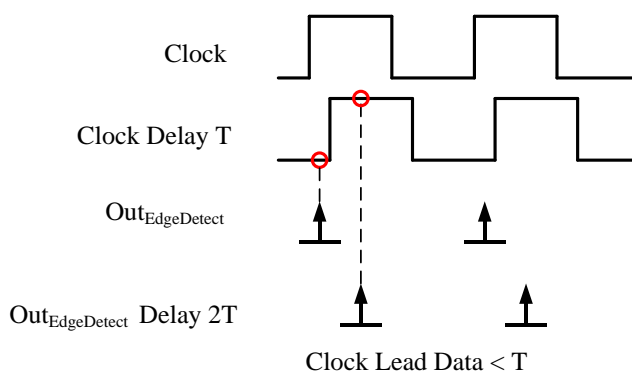 Clock
Clock Delay T
OutEdgeDetect
OutEdgeDetect Delay 2T
Clock Lead Data < T